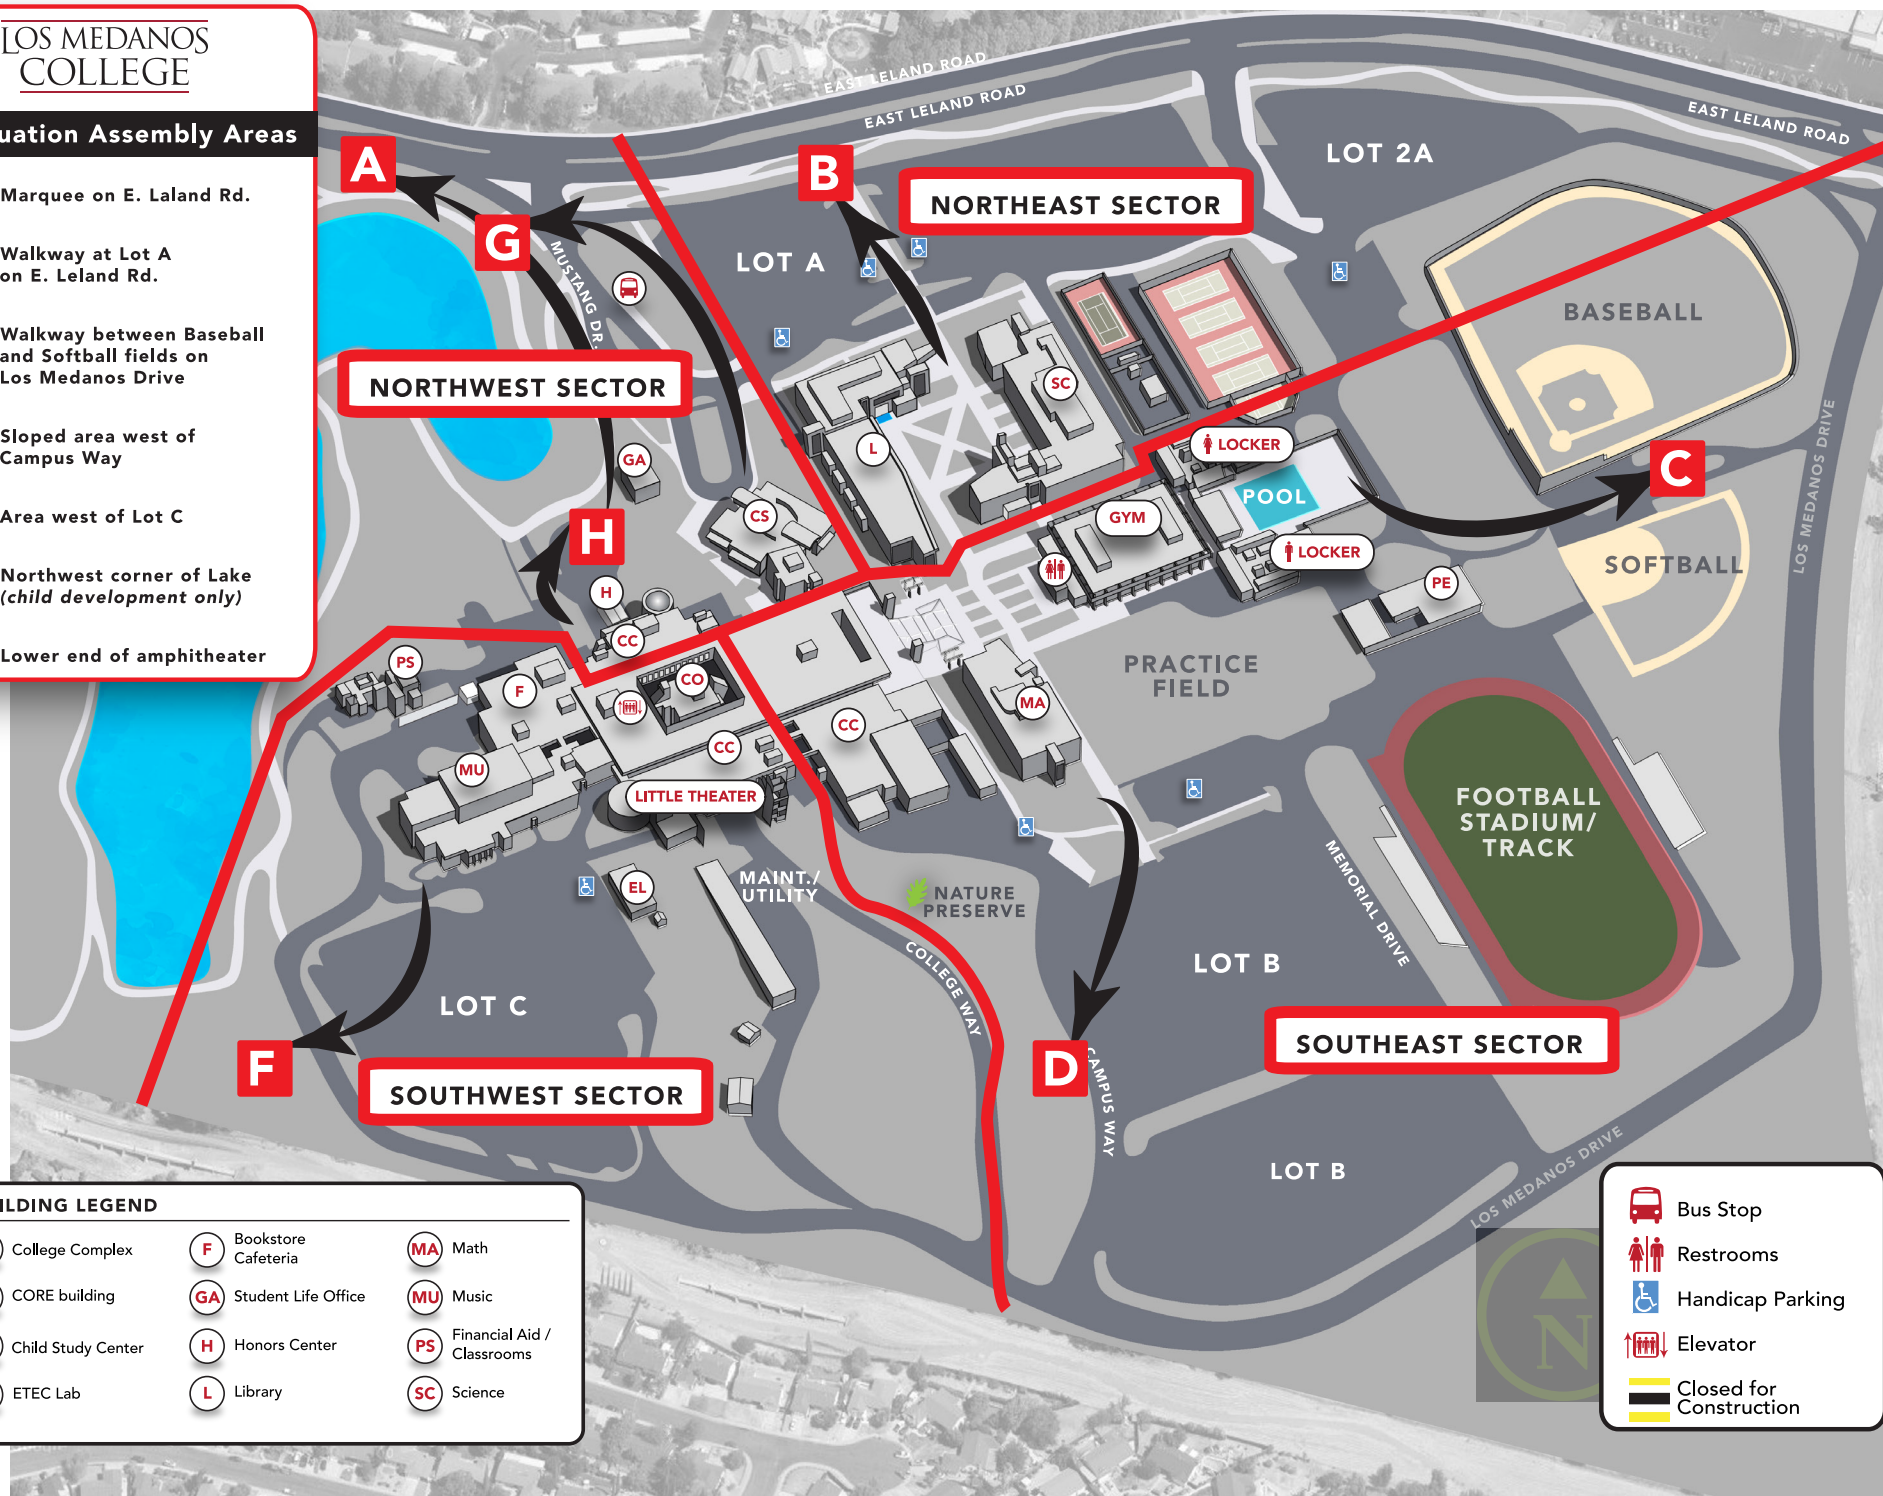 LOS MEDANOS
COLLEGE
uation Assembly Areas
Marquee on E. Laland Rd.
Walkway at Lot A
on E. Leland Rd.
Walkway between Baseball
and Softball fields on
Los Medanos Drive
Sloped area west of
Campus Way
Area west of Lot C
Northwest corner of Lake
(child development only)
Lower end of amphitheater
EAST LELAND ROAD
EAST LELAND ROAD
EAST LELAND ROAD
A
B
G
LOT 2A
NORTHEAST SECTOR
LOT A
MUSTANG DR.
BASEBALL
NORTHWEST SECTOR
SC
L
GA
LOCKER
C
POOL
CS
GYM
H
LOCKER
SOFTBALL
LOS MEDANOS DRIVE
PE
H
CC
PS
F
CO
PRACTICE
FIELD
MA
CC
CC
MU
LITTLE THEATER
FOOTBALL
STADIUM/
TRACK
MEMORIAL DRIVE
EL
MAINT./
UTILITY
NATURE
PRESERVE
COLLEGE WAY
LOT B
LOT C
F
D
SOUTHEAST SECTOR
SOUTHWEST SECTOR
CAMPUS WAY
LOT B
LOS MEDANOS DRIVE
N
ILDING LEGEND
College Complex
CORE building
Child Study Center
ETEC Lab
F Bookstore
Cafeteria
GA Student Life Office
H Honors Center
L Library
MA Math
MU Music
PS Financial Aid /
Classrooms
SC Science
Bus Stop
Restrooms
Handicap Parking
Elevator
Closed for
Construction